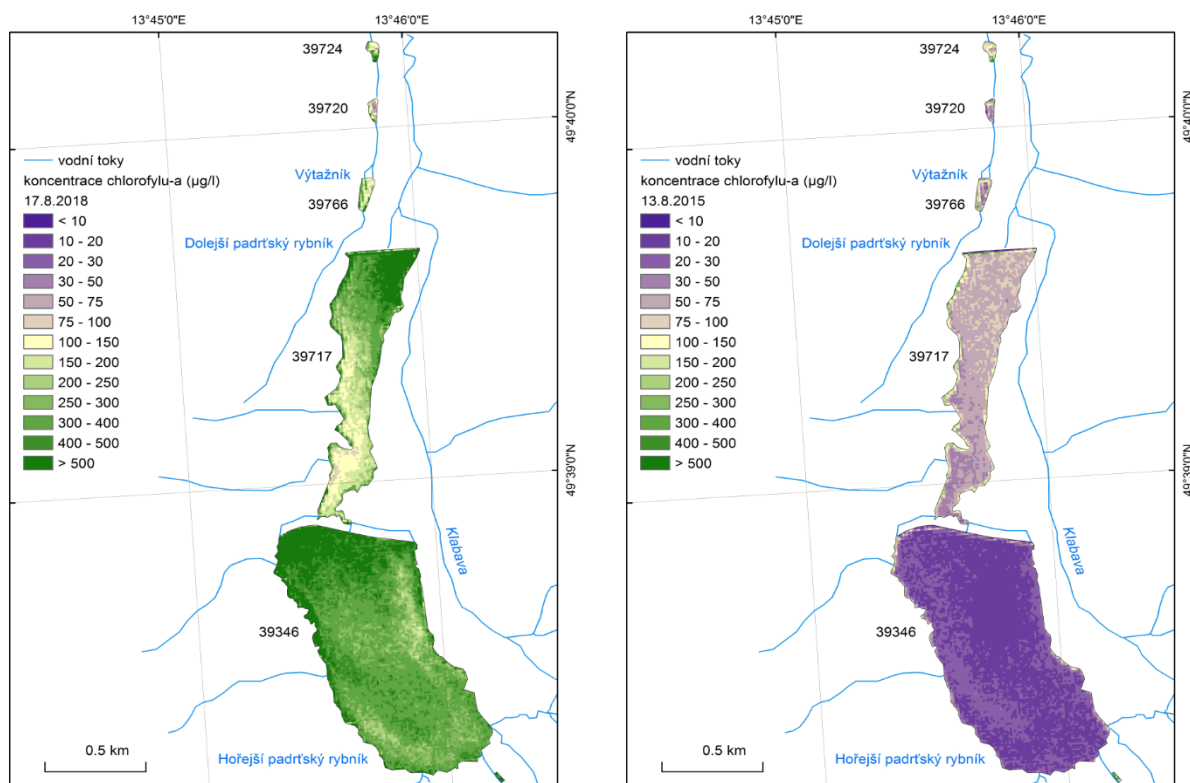 13°45'0"E
13°46'0"E
39724
39720
49°40'0"N
vodní toky
koncentrace chlorofylu-a (µg/l)
17.8.2018
< 10
10 - 20
20 - 30
30 - 50
50 - 75
75 - 100
100 - 150
150 - 200
200 - 250
250 - 300
300 - 400
400 - 500
> 500
Výtažník
39766
Dolejší padrťský rybník
39717
49°39'0"N
Klabava
39346
0.5 km
Hořejší padrťský rybník
13°45'0"E
13°46'0"E
39724
39720
49°40'0"N
vodní toky
koncentrace chlorofylu-a (µg/l)
13.8.2015
< 10
10 - 20
20 - 30
30 - 50
50 - 75
75 - 100
100 - 150
150 - 200
200 - 250
250 - 300
300 - 400
400 - 500
> 500
Výtažník
39766
Dolejší padrťský rybník
39717
49°39'0"N
Klabava
39346
0.5 km
Hořejší padrťský rybník